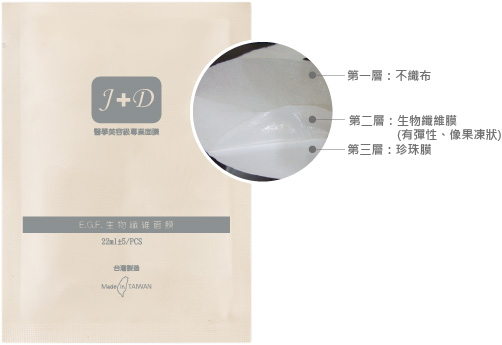 J+D
醫學美容級專業面膜
E.G.F.生物纖維面膜
22ml±5/PCS
台灣製造
Made in TAIWAN
第一層：不織布
第二層：生物纖維膜
(有彈性、像果凍狀)
第三層：珍珠膜